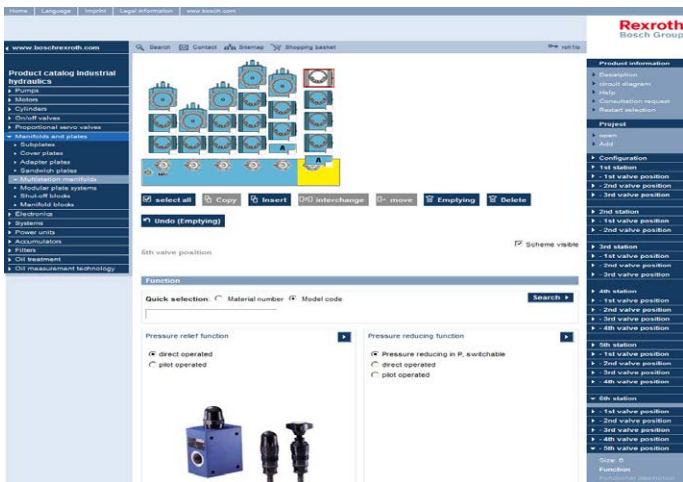 Home Language Imprint Legal information www.bosch.com
Rexroth
Bosch Group
www.boschrexroth.com
Search Contact Sitemap Shopping basket
Product catalog Industrial
hydraulics
Pumps
Motors
Cylinders
On/off valves
Proportional servo valves
Manifolds and plates
Subplates
Cover plates
Adapter plates
Sandwich plates
Multistation manifolds
Modular plate systems
Shut-off blocks
Manifold blocks
Electronics
Systems
Power units
Accumulators
Filters
Oil treatment
Oil measurement technology
A
A
select all Copy Insert interchange move Emptying Delete
Undo (Emptying)
Scheme visible
5th valve position
Function
Quick selection: Material number Model code
Search
Pressure relief function
direct operated
pilot operated
Pressure reducing function
Pressure reducing in P, switchable
direct operated
pilot operated
Product information
Description
circuit diagram
Help
Consultation request
Restart selection
Project
open
Add
Configuration
1st station
- 1st valve position
- 2nd valve position
- 3rd valve position
2nd station
- 1st valve position
- 2nd valve position
3rd station
- 1st valve position
- 2nd valve position
- 3rd valve position
4th station
- 1st valve position
- 2nd valve position
- 3rd valve position
- 4th valve position
5th station
- 1st valve position
- 2nd valve position
- 3rd valve position
- 4th valve position
6th station
- 1st valve position
- 2nd valve position
- 3rd valve position
- 4th valve position
- 5th valve position
Size: 6
Function
Functional description